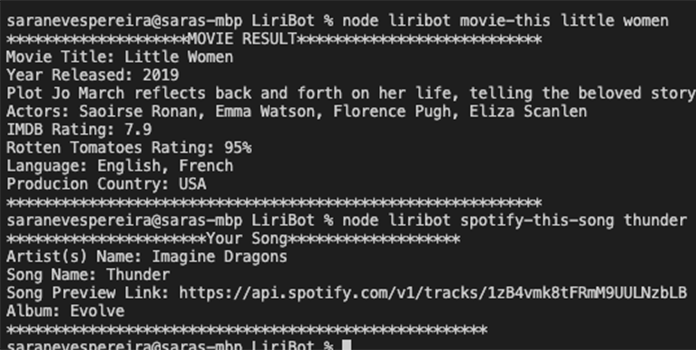 saranevespereira@saras-mbp LiriBot % node liribot movie-this little women
********************MOVIE RESULT***************************
Movie Title: Little Women
Year Released: 2019
Plot Jo March reflects back and forth on her life, telling the beloved story
Actors: Saoirse Ronan, Emma Watson, Florence Pugh, Eliza Scanlen
IMDB Rating: 7.9
Rotten Tomatoes Rating: 95%
Language: English, French
Producion Country: USA
***********************************************************
saranevespereira@saras-mbp LiriBot % node liribot spotify-this-song thunder
**********************Your Song*******************
Artist(s) Name: Imagine Dragons
Song Name: Thunder
Song Preview Link: https://api.spotify.com/v1/tracks/1zB4vmk8tFRmM9UULNzbLB
Album: Evolve
*****************************************************
saranevespereira@saras-mbp LiriBot %